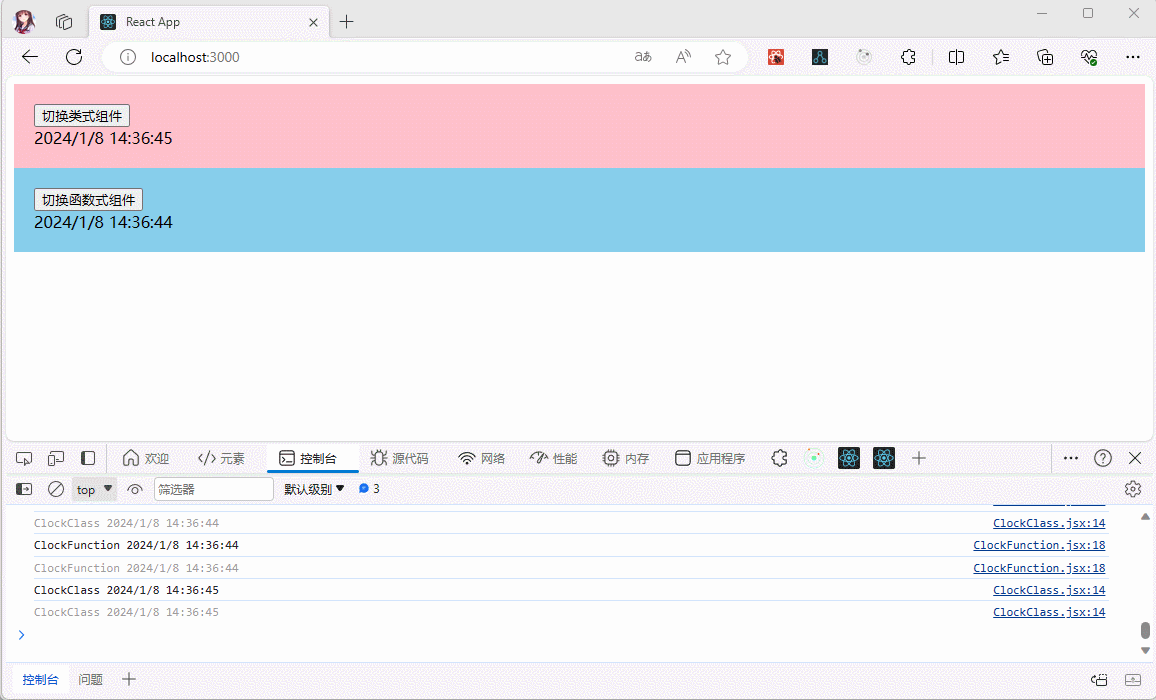 React App
localhost:3000
aあ
切换类式组件
2024/1/8 14:36:45
切换函数式组件
2024/1/8 14:36:44
欢迎 </> 元素 控制台 源代码 网络 性能 内存 应用程序
top 筛选器 默认级别 3
ClockClass 2024/1/8 14:36:44 ClockClass.jsx:14
ClockFunction 2024/1/8 14:36:44 ClockFunction.jsx:18
ClockFunction 2024/1/8 14:36:44 ClockFunction.jsx:18
ClockClass 2024/1/8 14:36:45 ClockClass.jsx:14
ClockClass 2024/1/8 14:36:45 ClockClass.jsx:14
控制台 问题